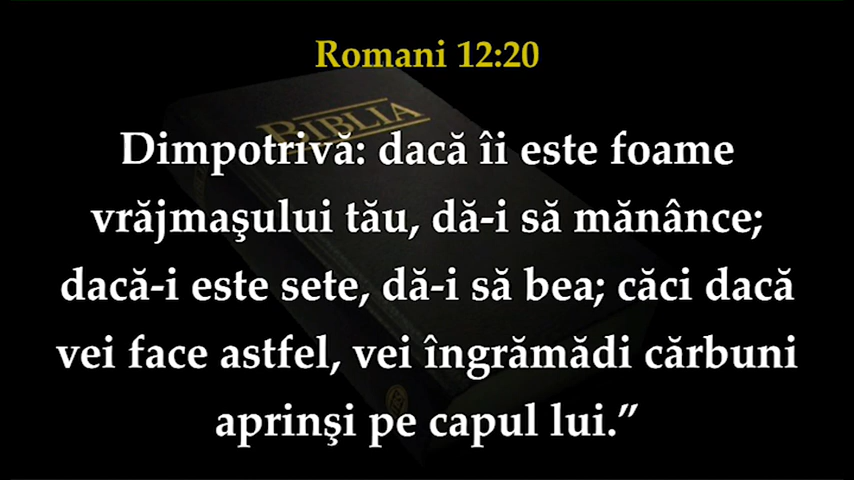 Romani 12:20
BIBLIA
Dimpotrivă: dacă îi este foame
vrăjmaşului tău, dă-i să mănânce;
dacă-i este sete, dă-i să bea; căci dacă
vei face astfel, vei îngrămădi cărbuni
aprinşi pe capul lui.”